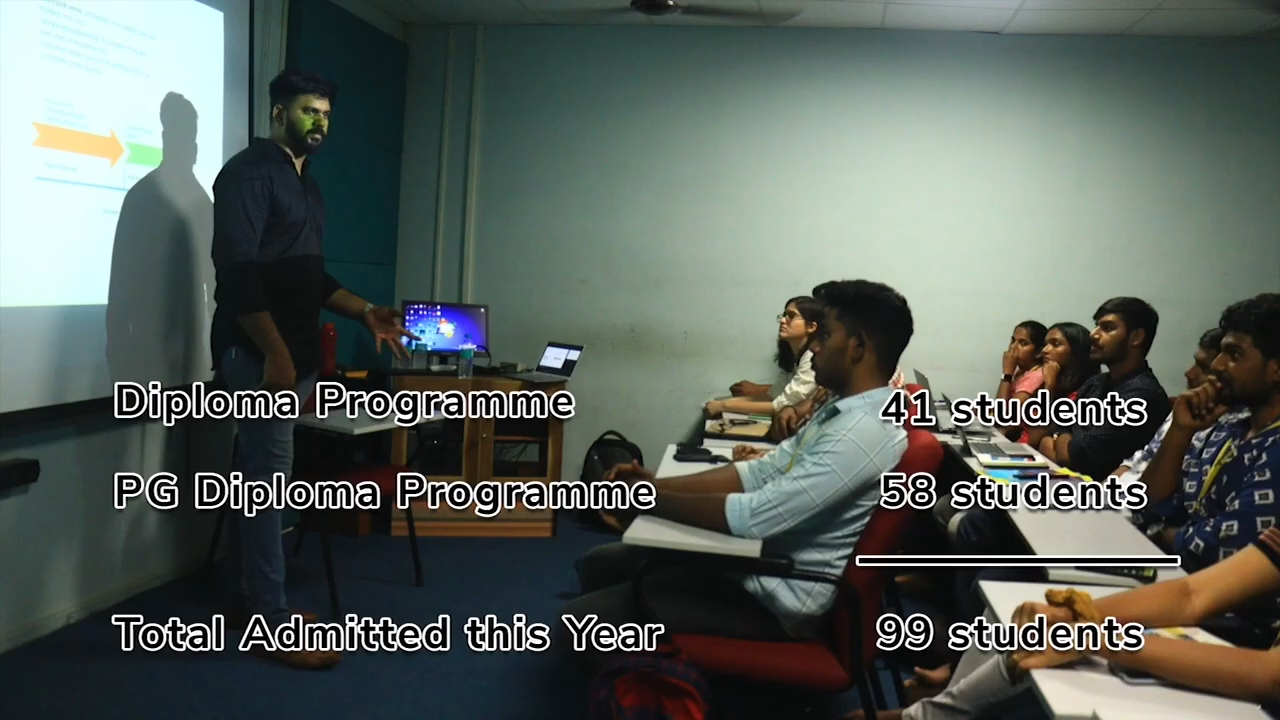 Diploma Programme 41 students
PG Diploma Programme 58 students
Total Admitted this Year 99 students